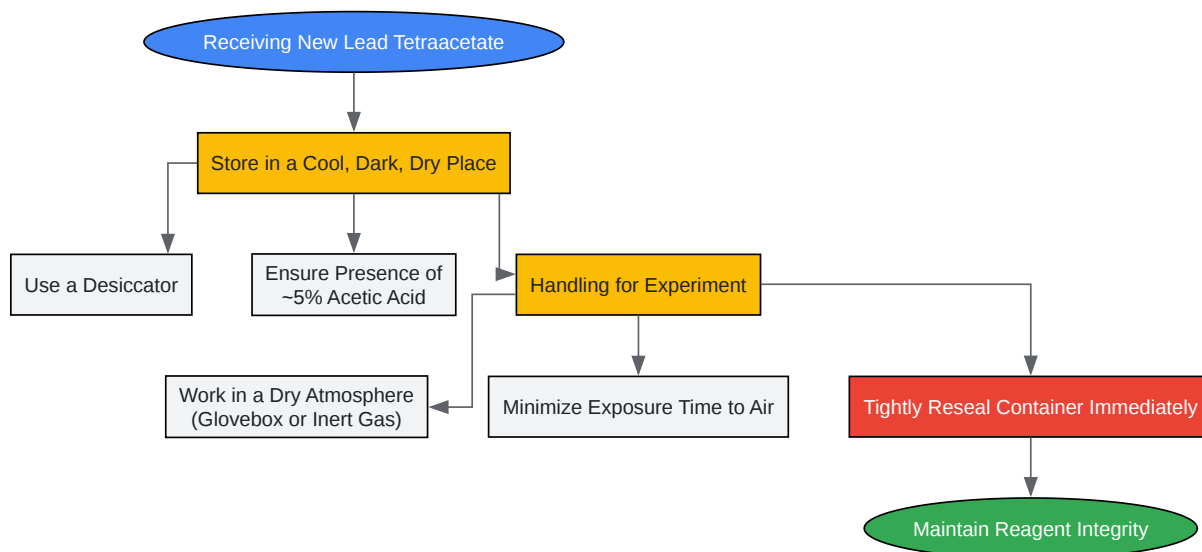 Receiving New Lead Tetraacetate
Store in a Cool, Dark, Dry Place
Use a Desiccator
Ensure Presence of
~5% Acetic Acid
Handling for Experiment
Work in a Dry Atmosphere
(Glovebox or Inert Gas)
Minimize Exposure Time to Air
Tightly Reseal Container Immediately
Maintain Reagent Integrity